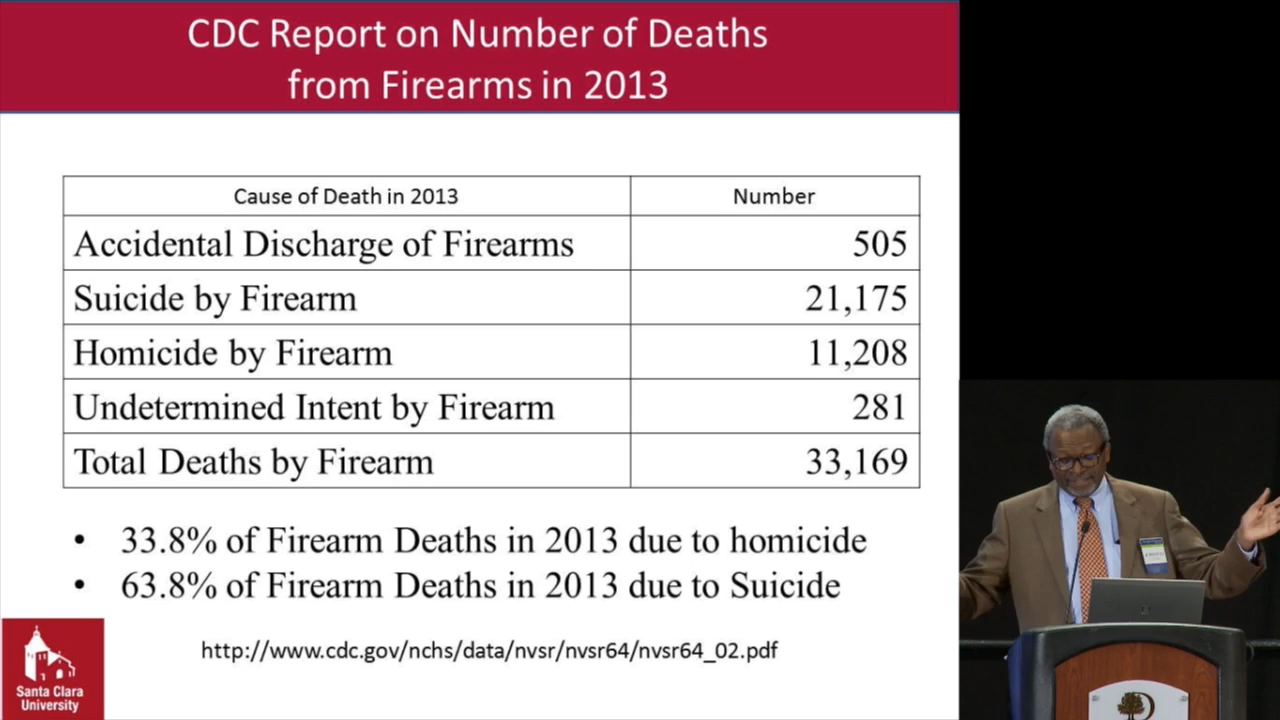 CDC Report on Number of Deaths
from Firearms in 2013
Cause of Death in 2013 Number
Accidental Discharge of Firearms 505
Suicide by Firearm 21,175
Homicide by Firearm 11,208
Undetermined Intent by Firearm 281
Total Deaths by Firearm 33,169
• 33.8% of Firearm Deaths in 2013 due to homicide
• 63.8% of Firearm Deaths in 2013 due to Suicide
http://www.cdc.gov/nchs/data/nvsr/nvsr64/nvsr64_02.pdf
Santa Clara
University
D